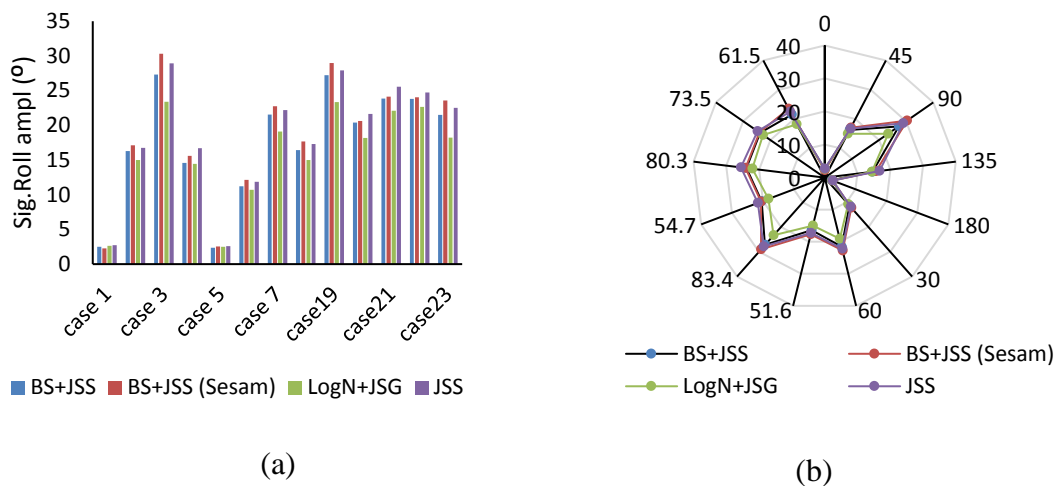 Sig.Roll ampl (º)
35
30
25
20
15
10
5
0
case 1
case 3
case 5
case 7
case19
case21
case23
BS+JSS
BS+JSS (Sesam)
LogN+JSG
JSS
(a)
0
45
90
135
180
30
60
51.6
83.4
54.7
80.3
73.5
61.5
40
30
20
10
0
BS+JSS
BS+JSS (Sesam)
LogN+JSG
JSS
(b)